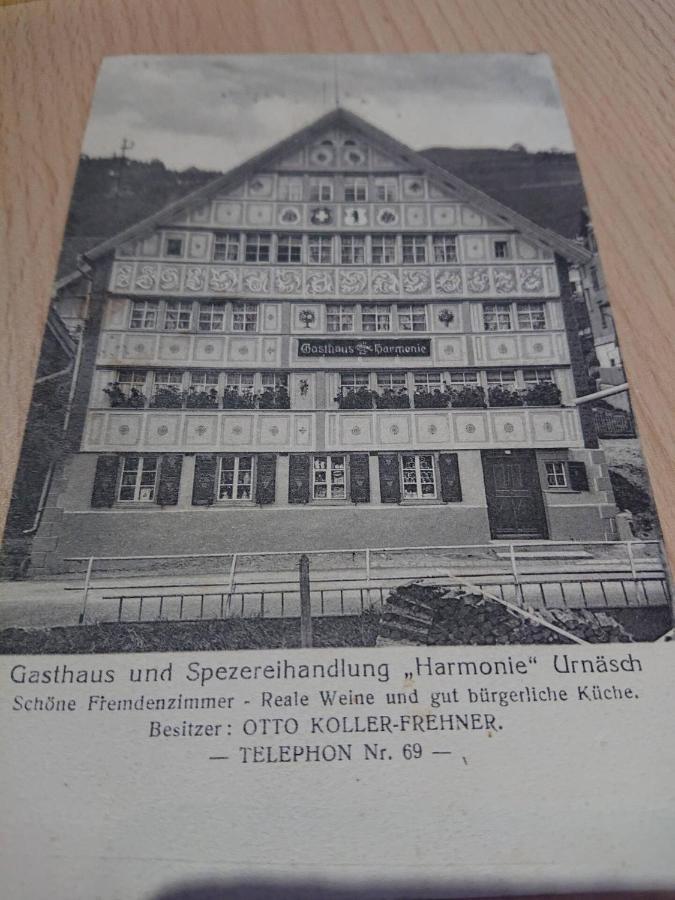 Gasthaus Harmonie
Gasthaus und Spezereihandlung „Harmonie“ Urnäsch
Schöne Fremdenzimmer - Reale Weine und gut bürgerliche Küche.
Besitzer: OTTO KOLLER-FREHNER.
— TELEPHON Nr. 69 —